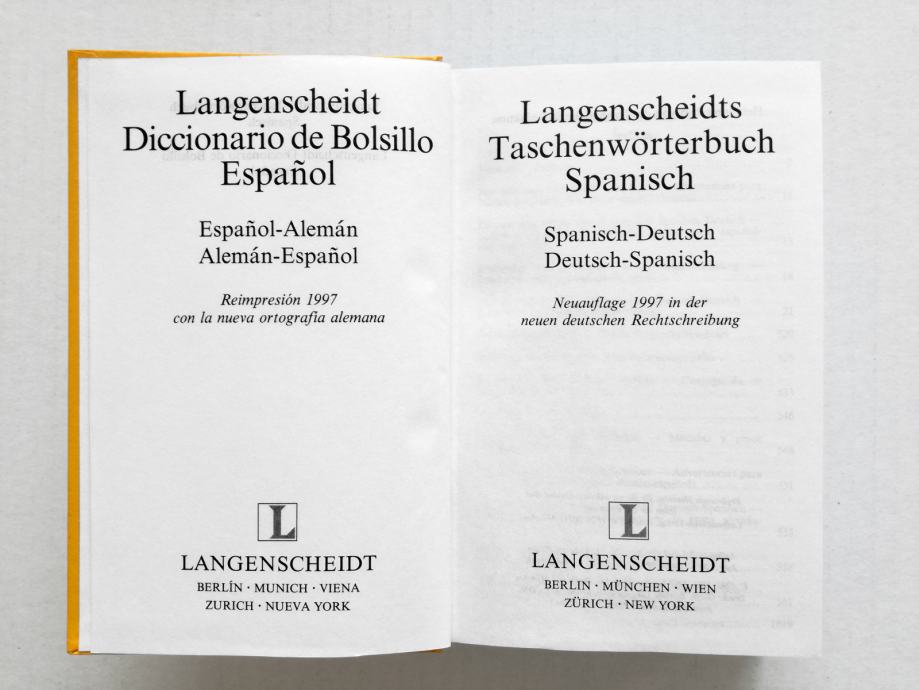 Langenscheidt
Diccionario de Bolsillo
Español
Español-Alemán
Alemán-Español
Reimpresión 1997
con la nueva ortografía alemana
L
LANGENSCHEIDT
BERLÍN · MUNICH · VIENA
ZURICH · NUEVA YORK
Langenscheidts
Taschenwörterbuch
Spanisch
Spanisch-Deutsch
Deutsch-Spanisch
Neuauflage 1997 in der
neuen deutschen Rechtschreibung
L
LANGENSCHEIDT
BERLIN · MÜNCHEN · WIEN
ZÜRICH · NEW YORK